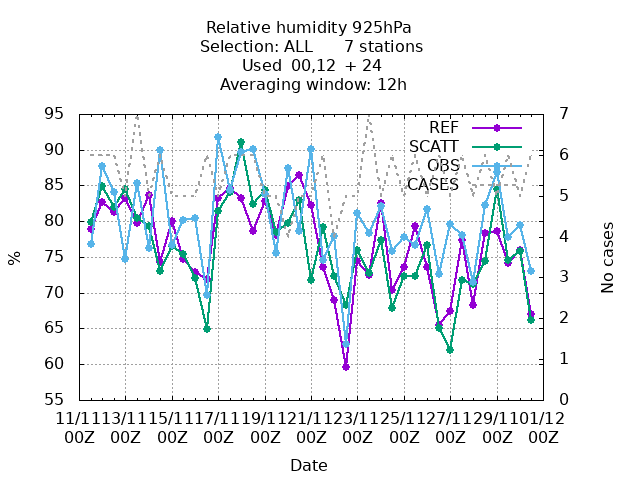 Relative humidity 925hPa
Selection: ALL 7 stations
Used 00,12 + 24
Averaging window: 12h
95 7
REF
SCATT
90 OBS 6
CASES
85 5
80 4
%
No cases
75 3
70 2
65
60 1
55 0
11/11 13/11 15/11 17/11 19/11 21/11 23/11 25/11 27/11 29/11 01/12
00Z 00Z 00Z 00Z 00Z 00Z 00Z 00Z 00Z 00Z 00Z
Date